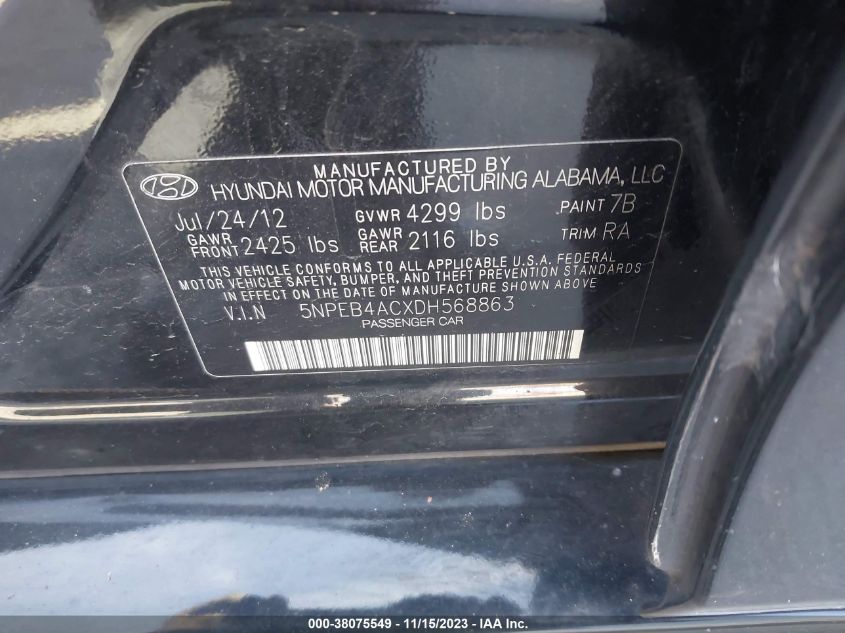 MANUFACTURED BY
HYUNDAI MOTOR MANUFACTURING ALABAMA, LLC
Jul/24/12 GVWR 4299 lbs PAINT 7B
GAWR FRONT 2425 lbs GAWR REAR 2116 lbs TRIM RA
THIS VEHICLE CONFORMS TO ALL APPLICABLE U.S.A. FEDERAL
MOTOR VEHICLE SAFETY, BUMPER, AND THEFT PREVENTION STANDARDS
IN EFFECT ON THE DATE OF MANUFACTURE SHOWN ABOVE
V.I.N 5NPEB4ACXDH568863
PASSENGER CAR
000-38075549 - 11/15/2023 - IAA Inc.